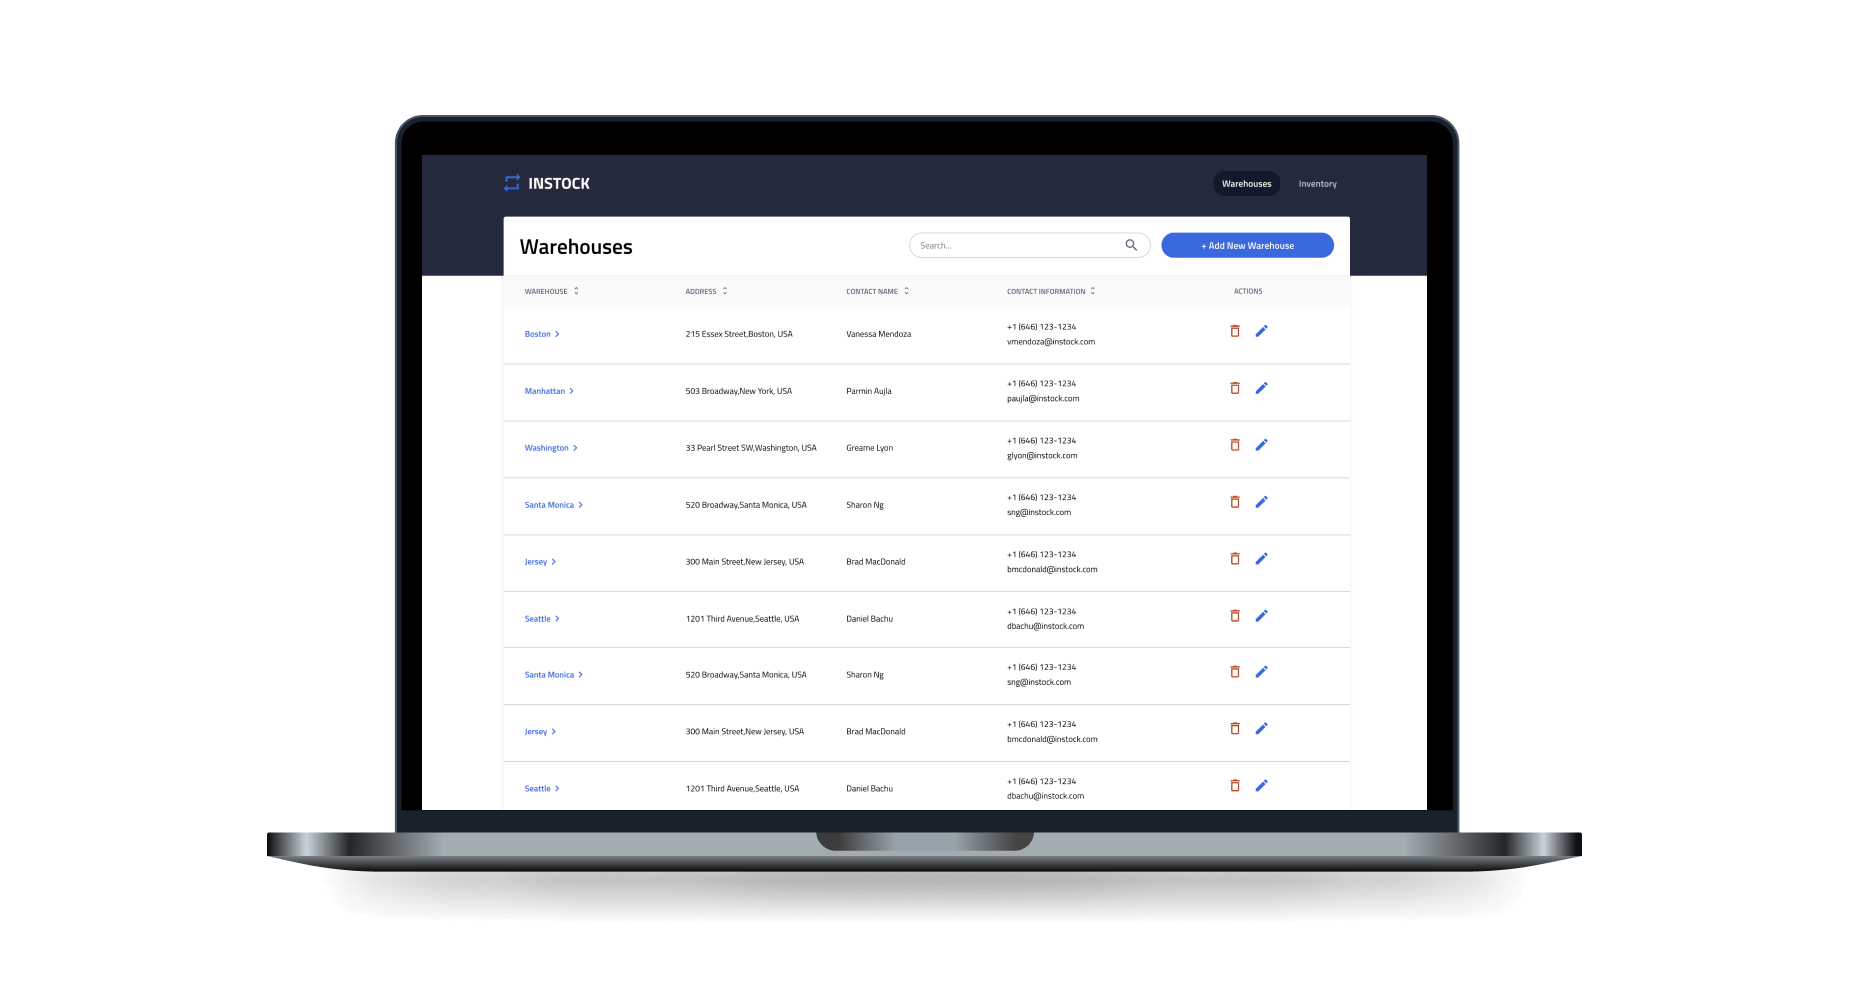 INSTOCK
Warehouses Inventory
Warehouses
Search...
+ Add New Warehouse
WAREHOUSE ADDRESS CONTACT NAME CONTACT INFORMATION ACTIONS
Boston 215 Essex Street,Boston, USA Vanessa Mendoza +1 (646) 123-1234
vmendoza@instock.com
Manhattan 503 Broadway,New York, USA Parmin Aujla +1 (646) 123-1234
paujla@instock.com
Washington 33 Pearl Street SW,Washington, USA Greame Lyon +1 (646) 123-1234
glyon@instock.com
Santa Monica 520 Broadway,Santa Monica, USA Sharon Ng +1 (646) 123-1234
sng@instock.com
Jersey 300 Main Street,New Jersey, USA Brad MacDonald +1 (646) 123-1234
bmcdonald@instock.com
Seattle 1201 Third Avenue,Seattle, USA Daniel Bachu +1 (646) 123-1234
dbachu@instock.com
Santa Monica 520 Broadway,Santa Monica, USA Sharon Ng +1 (646) 123-1234
sng@instock.com
Jersey 300 Main Street,New Jersey, USA Brad MacDonald +1 (646) 123-1234
bmcdonald@instock.com
Seattle 1201 Third Avenue,Seattle, USA Daniel Bachu +1 (646) 123-1234
dbachu@instock.com